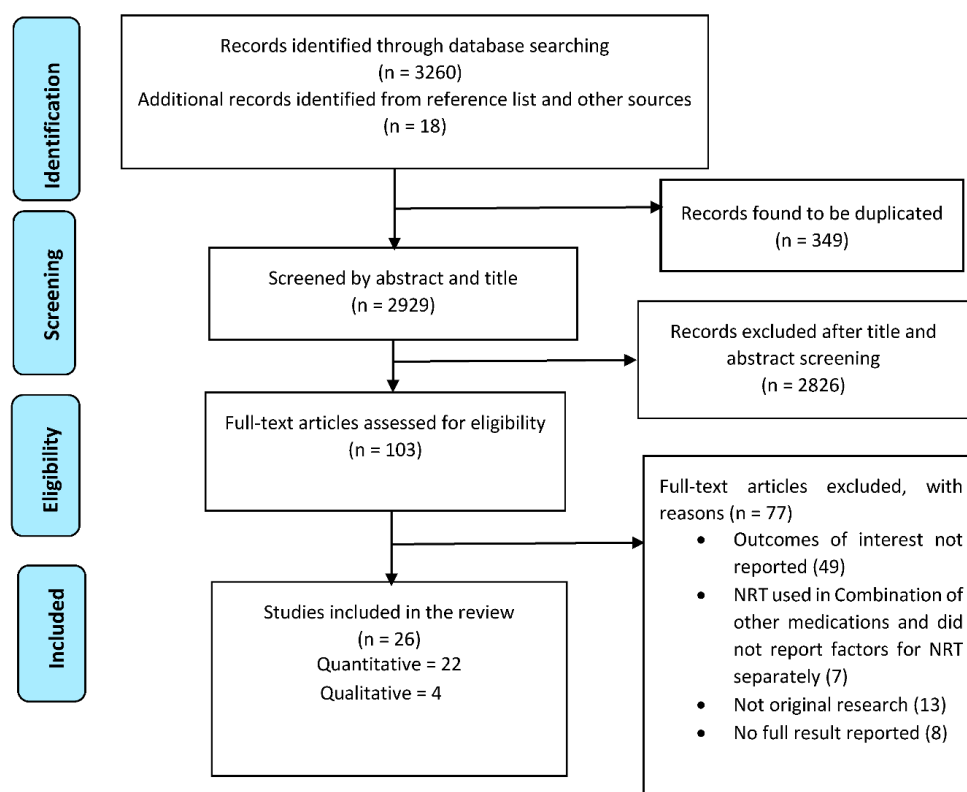 Identification
Records identified through database searching
(n = 3260)
Additional records identified from reference list and other sources
(n = 18)
Records found to be duplicated
(n = 349)
Screening
Screened by abstract and title
(n = 2929)
Records excluded after title and
abstract screening
(n = 2826)
Eligibility
Full-text articles assessed for eligibility
(n = 103)
Full-text articles excluded, with
reasons (n = 77)
• Outcomes of interest not
reported (49)
• NRT used in Combination of
other medications and did
not report factors for NRT
separately (7)
• Not original research (13)
• No full result reported (8)
Included
Studies included in the review
(n = 26)
Quantitative = 22
Qualitative = 4